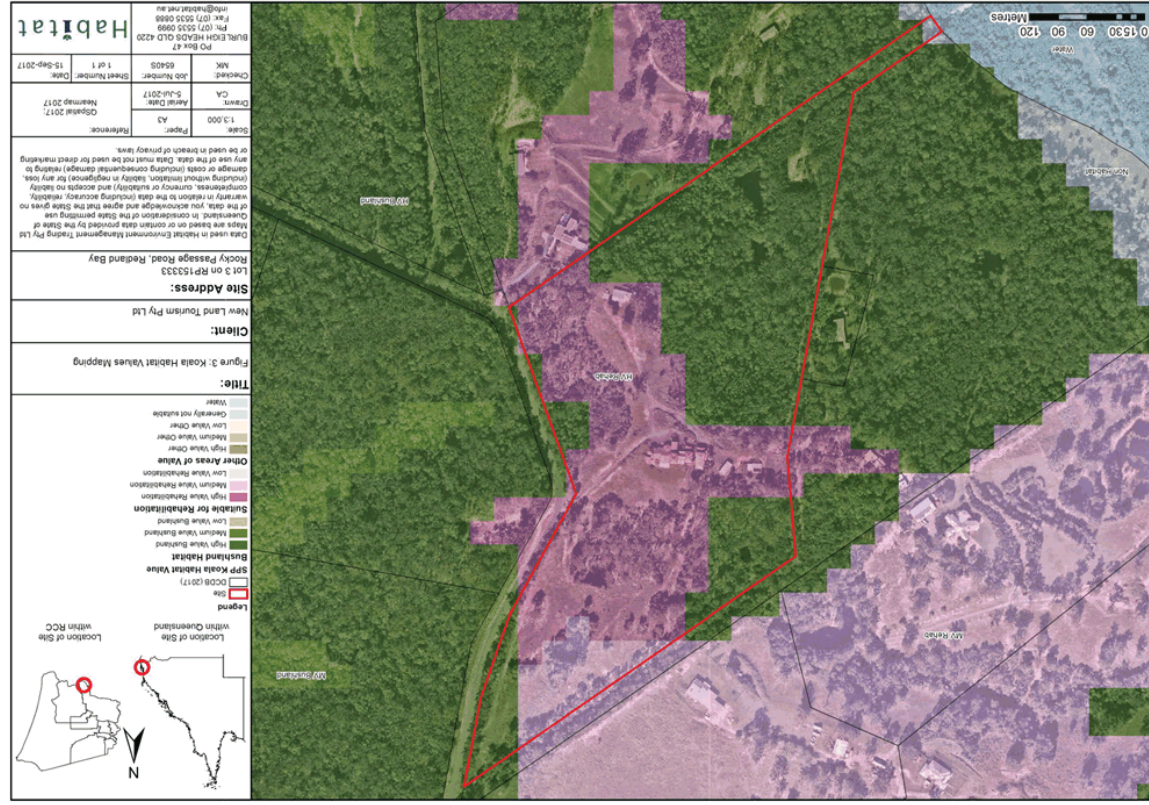 Location of Site
within Queensland
Location of Site
within RCC
N
Legend
Site
DCDB (2017)
SPP Koala Habitat Value
Bushland Habitat
High Value Bushland
Medium Value Bushland
Low Value Bushland
Suitable for Rehabilitation
High Value Rehabilitation
Medium Value Rehabilitation
Low Value Rehabilitation
Other Areas of Value
High Value Other
Medium Value Other
Low Value Other
Generally not suitable
Water
Title:
Figure 3: Koala Habitat Values Mapping
Client:
New Land Tourism Pty Ltd
Site Address:
Lot 3 on RP153333
Rocky Passage Road, Redland Bay
Data used in Habitat Environment Management Trading Pty Ltd
Maps are based on or contain data provided by the State of
Queensland. In consideration of the State permitting use
of the data, you acknowledge and agree that the State gives no
warranty in relation to the data (including accuracy, reliability,
completeness, currency or suitability) and accepts no liability
(including without limitation, liability in negligence) for any loss,
damage or costs (including consequential damage) relating to
any use of the data. Data must not be used for direct marketing
or be used in breach of privacy laws.
Scale:
1:3,000
Paper:
A3
Reference:
QSpatial 2017;
Nearmap 2017
Drawn:
CA
Aerial Date:
5-Jul-2017
Checked:
MK
Job Number:
6540S
Sheet Number:
1 of 1
Date:
15-Sep-2017
PO Box 47
BURLEIGH HEADS QLD 4220
Ph: (07) 5535 0999
Fax: (07) 5535 0888
info@habitat.net.au
Habitat
MV Rehab
MV Bushland
HV Rehab
HV Bushland
Non Habitat
Water
0 15 30 60 90 120
Metres